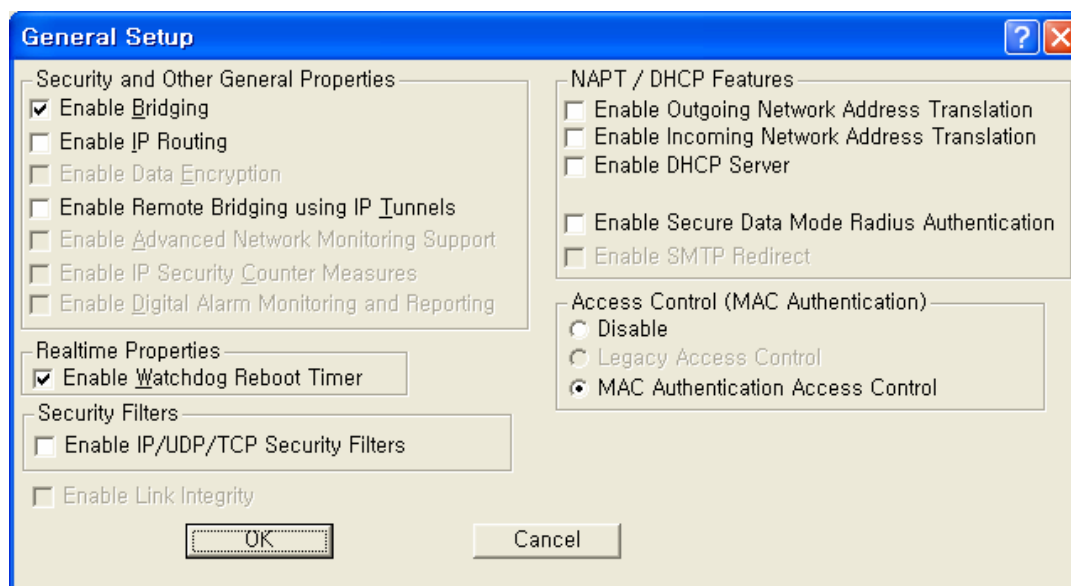 General Setup
Security and Other General Properties
Enable Bridging
Enable IP Routing
Enable Data Encryption
Enable Remote Bridging using IP Tunnels
Enable Advanced Network Monitoring Support
Enable IP Security Counter Measures
Enable Digital Alarm Monitoring and Reporting
Realtime Properties
Enable Watchdog Reboot Timer
Security Filters
Enable IP/UDP/TCP Security Filters
Enable Link Integrity
NAPT / DHCP Features
Enable Outgoing Network Address Translation
Enable Incoming Network Address Translation
Enable DHCP Server
Enable Secure Data Mode Radius Authentication
Enable SMTP Redirect
Access Control (MAC Authentication)
Disable
Legacy Access Control
MAC Authentication Access Control
OK
Cancel